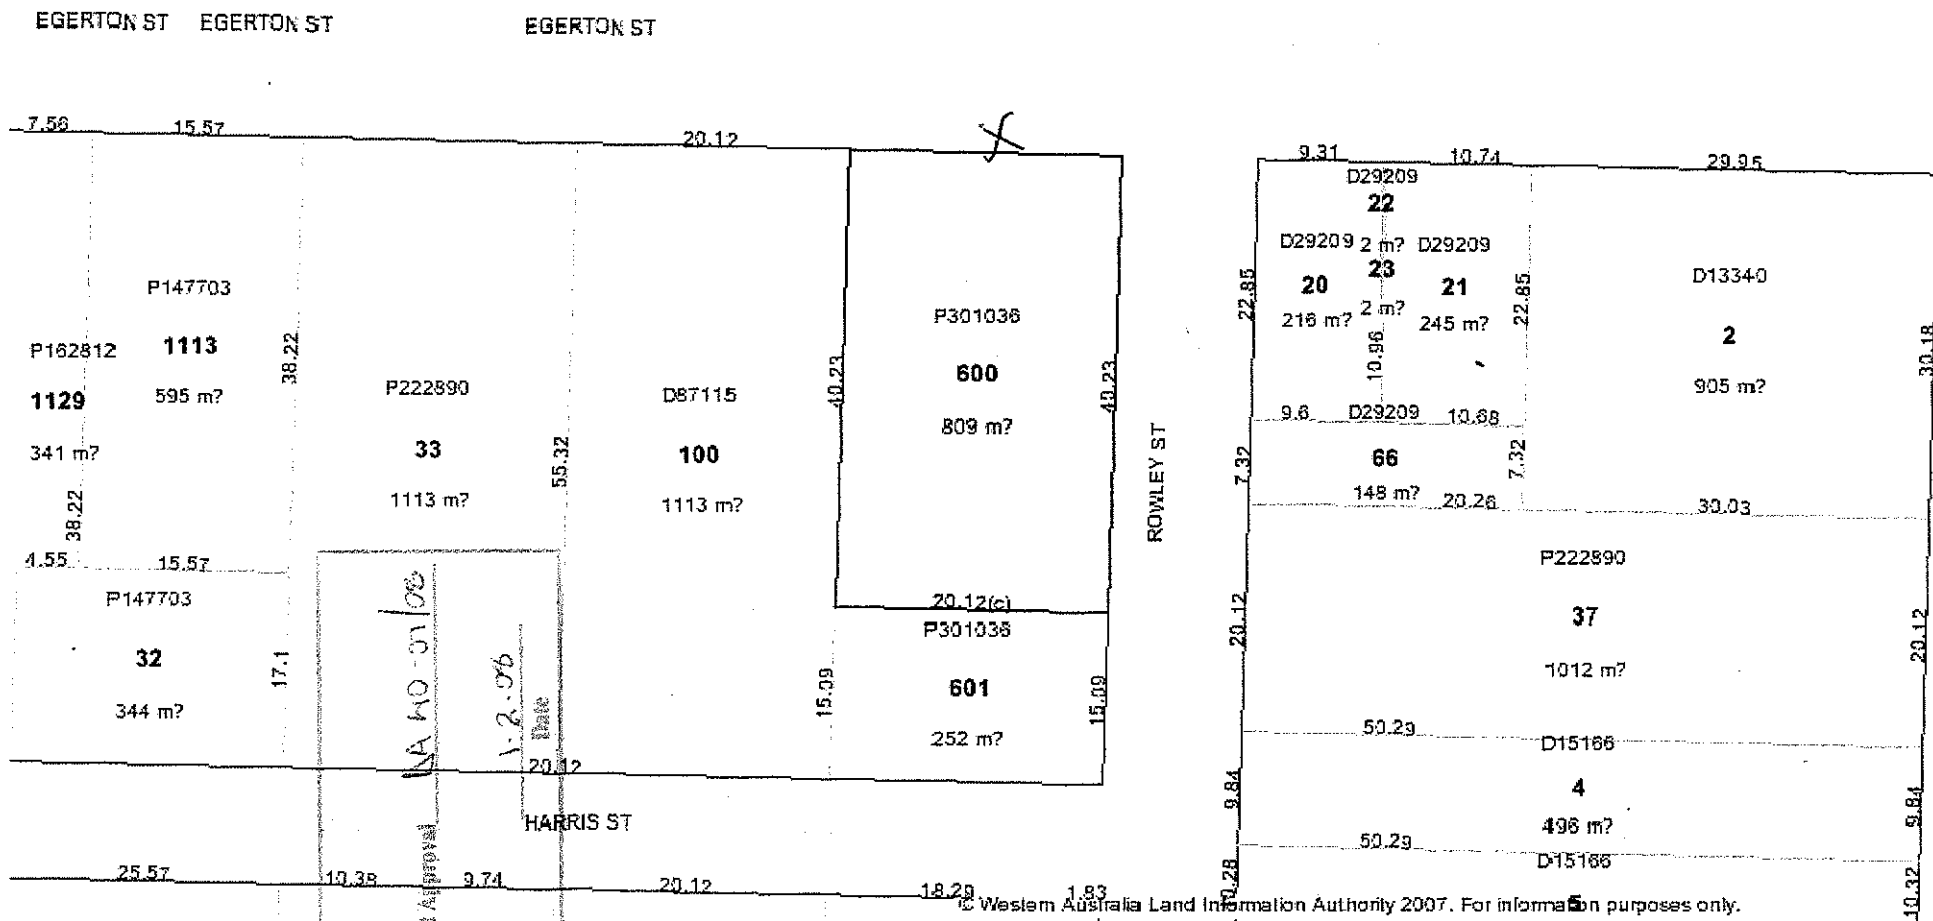 EGERTON ST EGERTON ST EGERTON ST
7.56 15.57 20.12
P162812
1129
341 m?
38.22
P147703
1113
595 m?
38.22
P222890
33
1113 m?
55.32
D87115
100
1113 m?
40.23
P301036
600
809 m?
40.23
20.12(c)
4.55 15.57
P147703
32
344 m?
17.1
1.2.08
Date
Approval
15.09
P301036
601
252 m?
15.09
20.12
HARRIS ST
25.57 10.38 9.74 20.12 18.29 1.83
ROWLEY ST
9.31 10.74 29.95
D29209
22
2 m?
D29209
20
216 m?
23
2 m?
D29209
21
245 m?
22.85
22.85
10.96
D13340
2
905 m?
30.18
9.6 D29209 10.68
7.32
66
148 m?
7.32
20.26 30.03
P222890
37
1012 m?
20.12
20.12
50.29
D15166
4
496 m?
9.84
9.84
50.29
D15166
5
10.28
10.32
© Western Australia Land Information Authority 2007. For information purposes only.